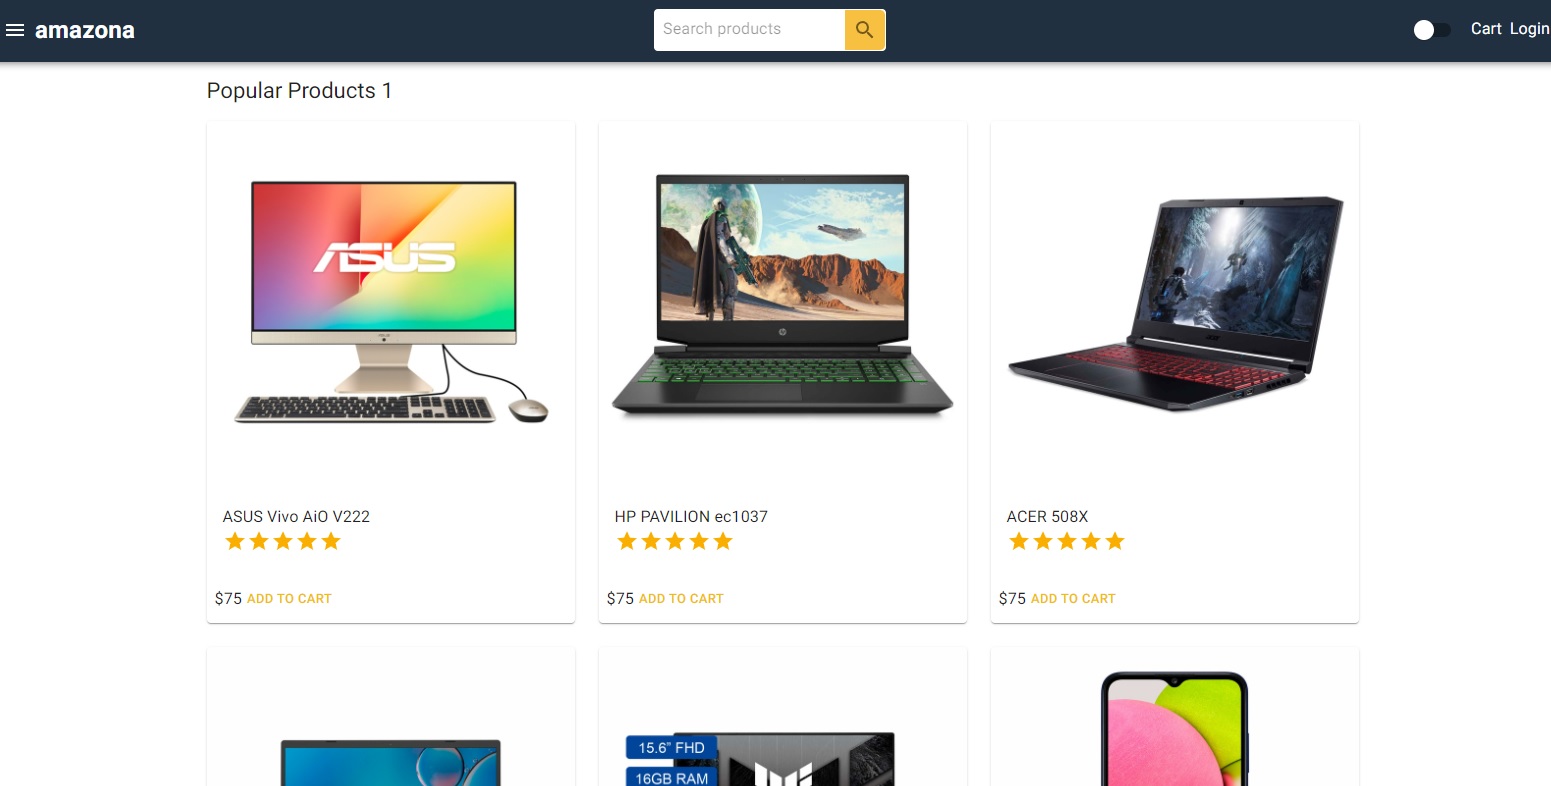 amazona
Search products
Cart Login
Popular Products 1
ASUS
ASUS Vivo AiO V222
$75 ADD TO CART
HP PAVILION ec1037
$75 ADD TO CART
ACER 508X
$75 ADD TO CART
15.6” FHD
16GB RAM